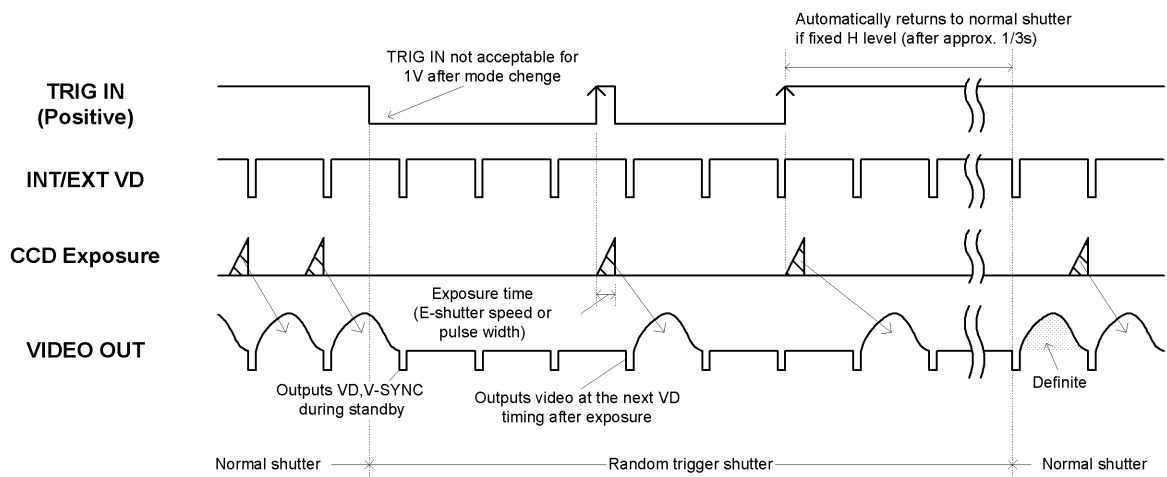 Automatically returns to normal shutter
if fixed H level (after approx. 1/3s)
TRIG IN not acceptable for
1V after mode chenge
TRIG IN
(Positive)
INT/EXT VD
CCD Exposure
Exposure time
(E-shutter speed or
pulse width)
VIDEO OUT
Outputs VD,V-SYNC
during standby
Outputs video at the next VD
timing after exposure
Definite
Normal shutter
Random trigger shutter
Normal shutter